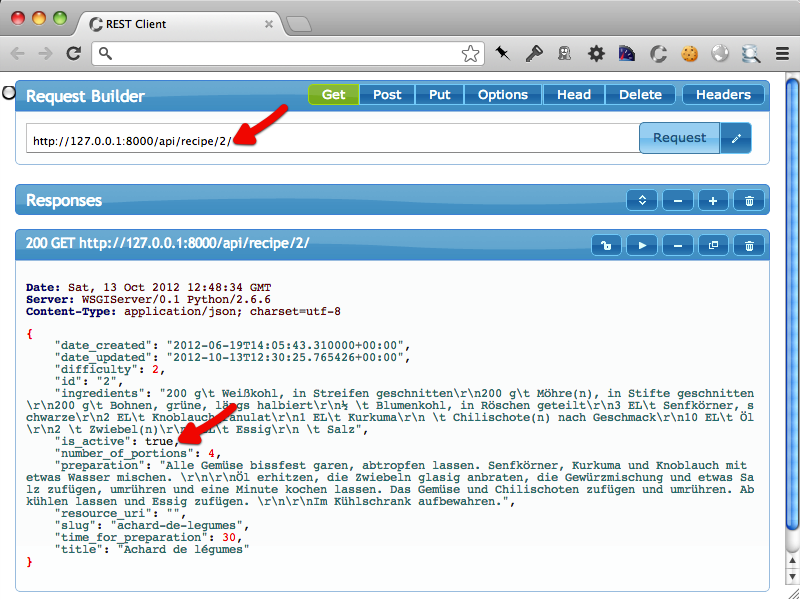 REST Client
Request Builder
Get
Post
Put
Options
Head
Delete
Headers
http://127.0.0.1:8000/api/recipe/2/
Request
Responses
200 GET http://127.0.0.1:8000/api/recipe/2/
Date: Sat, 13 Oct 2012 12:48:34 GMT
Server: WSGIServer/0.1 Python/2.6.6
Content-Type: application/json; charset=utf-8
{
"date_created": "2012-06-19T14:05:43.310000+00:00",
"date_updated": "2012-10-13T12:30:25.765426+00:00",
"difficulty": 2,
"id": "2",
"ingredients": "200 g\t Weißkohl, in Streifen geschnitten\r\n200 g\t Möhre(n), in Stifte geschnitten
\r\n200 g\t Bohnen, grüne, längs halbiert\r\n½ \t Blumenkohl, in Röschen geteilt\r\n3 EL\t Senfkörner, s
chwarze\r\n2 EL\t Knoblauchgranulat\r\n1 EL\t Kurkuma\r\n \t Chilischote(n) nach Geschmack\r\n10 EL\t Öl
\r\n2 \t Zwiebel(n)\r\n EL\t Essig\r\n \t Salz",
"is_active": true,
"number_of_portions": 4,
"preparation": "Alle Gemüse bissfest garen, abtropfen lassen. Senfkörner, Kurkuma und Knoblauch mit
etwas Wasser mischen. \r\n\r\nÖl erhitzen, die Zwiebeln glasig anbraten, die Gewürzmischung und etwas Sa
lz zufügen, umrühren und eine Minute kochen lassen. Das Gemüse und Chilischoten zufügen und umrühren. Ab
kühlen lassen und Essig zufügen. \r\n\r\nIm Kühlschrank aufbewahren.",
"resource_uri": "",
"slug": "achard-de-legumes",
"time_for_preparation": 30,
"title": "Achard de légumes"
}